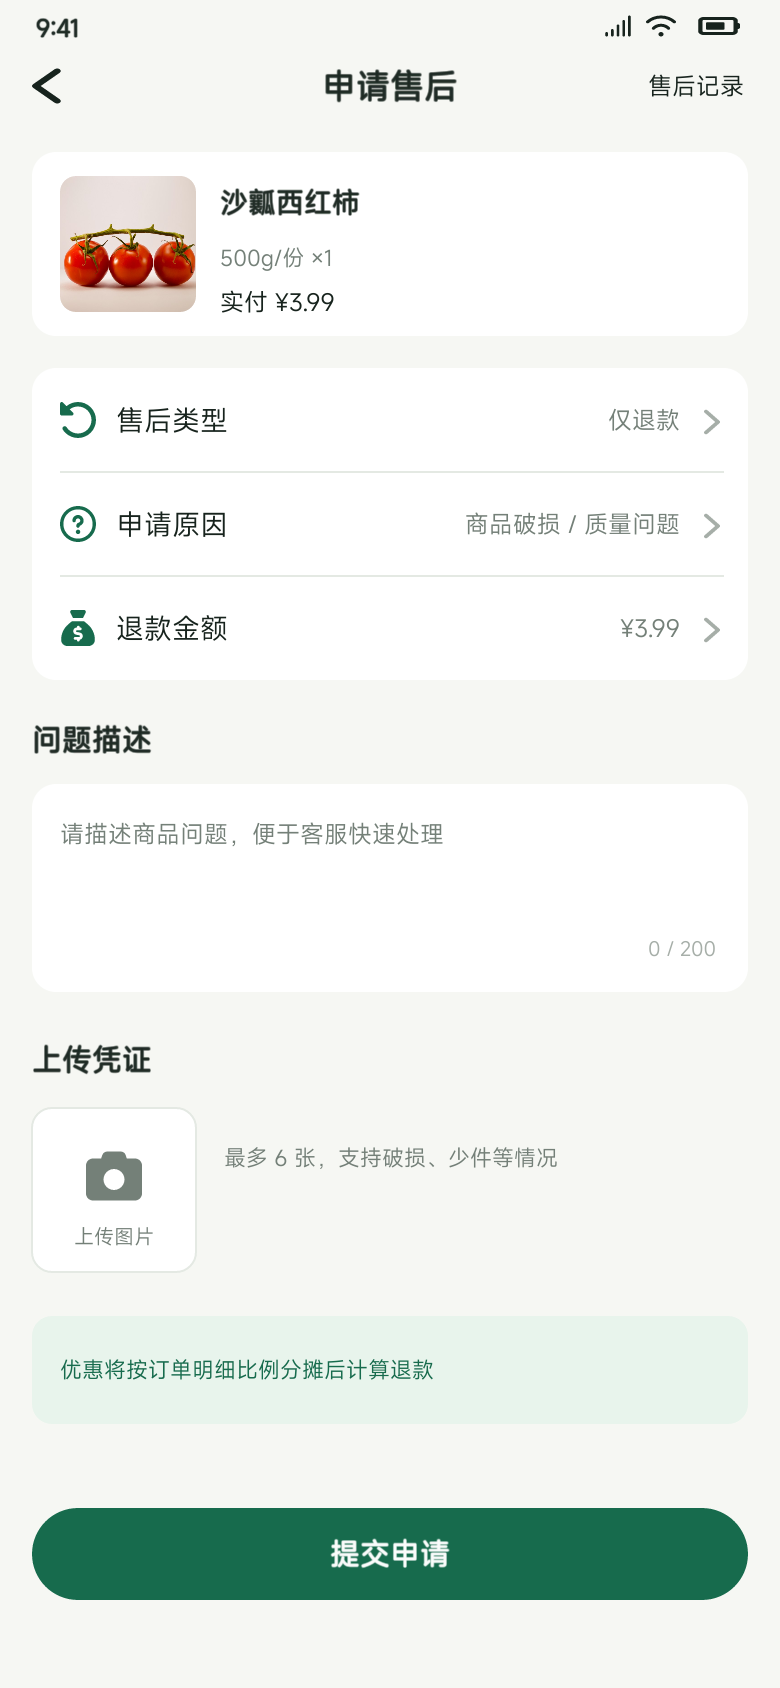 9:41
申请售后
售后记录
沙瓤西红柿
500g/份 ×1
实付 ¥3.99
售后类型
仅退款
申请原因
商品破损 / 质量问题
退款金额
¥3.99
问题描述
请描述商品问题，便于客服快速处理
0 / 200
上传凭证
最多 6 张，支持破损、少件等情况
上传图片
优惠将按订单明细比例分摊后计算退款
提交申请